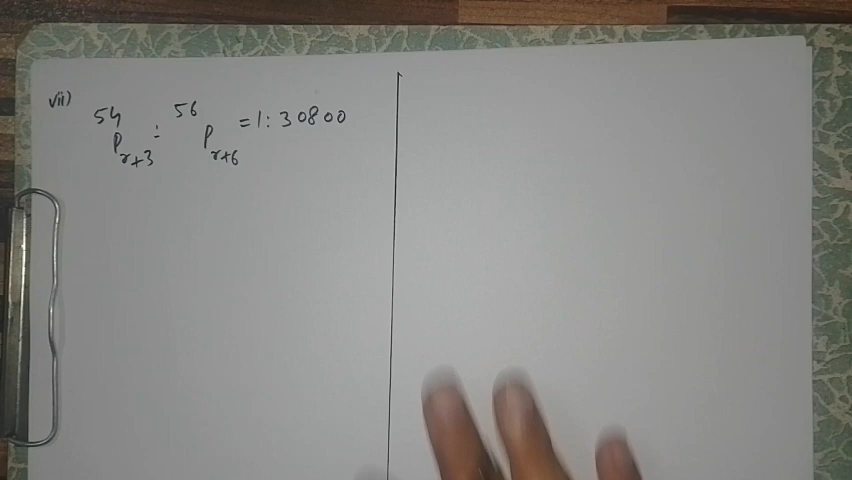 vii) ⁵⁴P_{r+3} : ⁵⁶P_{r+6} = 1 : 30800